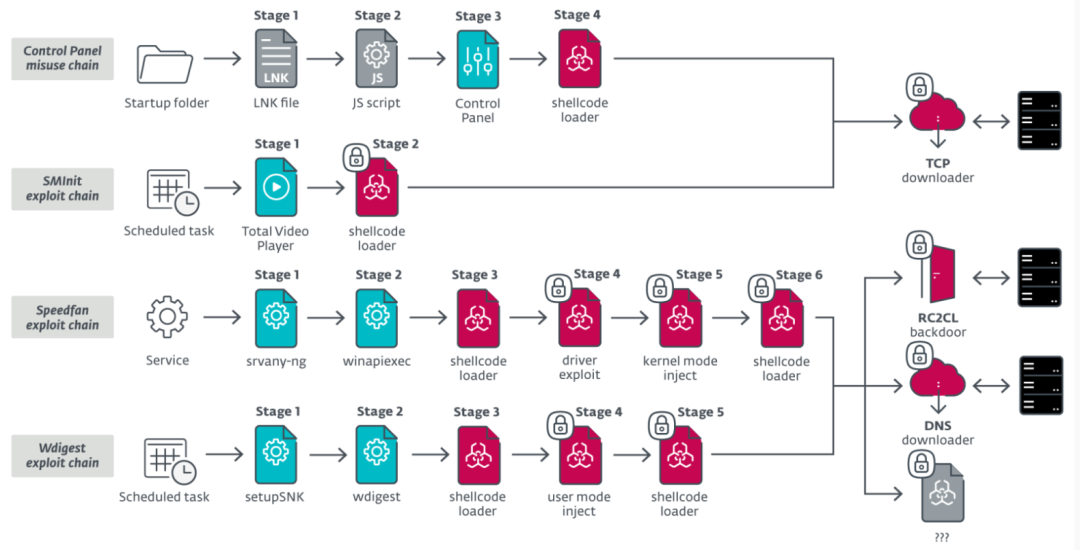 Control Panel
misuse chain
Stage 1
Stage 2
Stage 3
Stage 4
LNK
JS
Startup folder
LNK file
JS script
Control
Panel
shellcode
loader
TCP
downloader
SMInit
exploit chain
Stage 1
Stage 2
Scheduled task
Total Video
Player
shellcode
loader
Speedfan
exploit chain
Stage 1
Stage 2
Stage 3
Stage 4
Stage 5
Stage 6
Service
srvany-ng
winapiexec
shellcode
loader
driver
exploit
kernel mode
inject
shellcode
loader
RC2CL
backdoor
DNS
downloader
???
Wdigest
exploit chain
Stage 1
Stage 2
Stage 3
Stage 4
Stage 5
Scheduled task
setupSNK
wdigest
shellcode
loader
user mode
inject
shellcode
loader